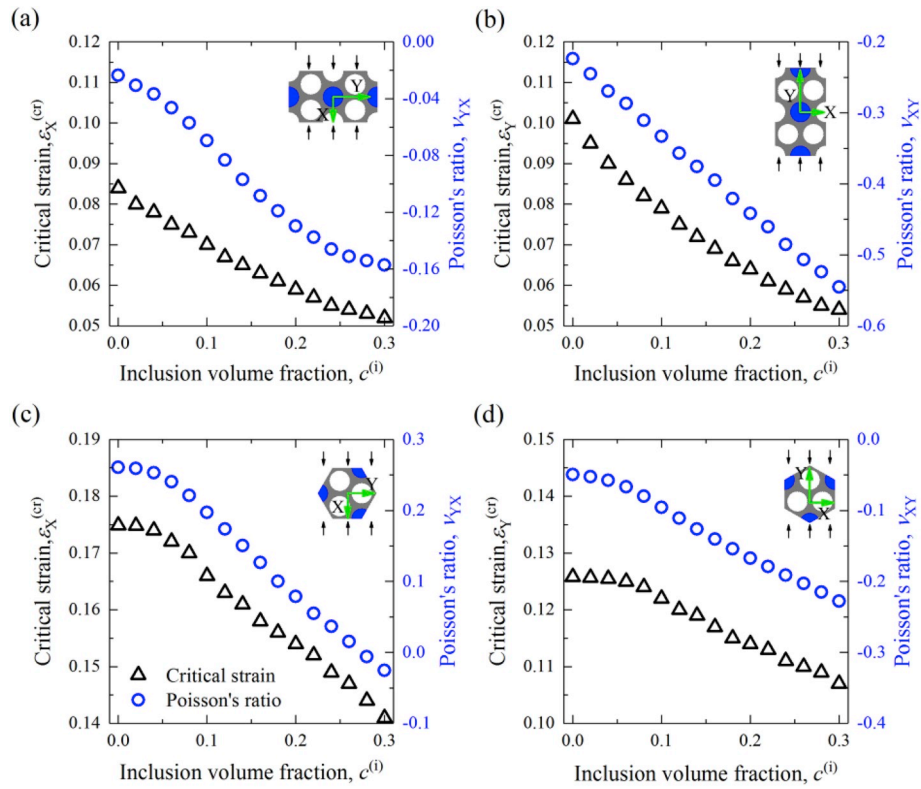 (a)
0.12
0.11
0.10
0.09
0.08
0.07
0.06
0.05
Critical strain, εX(cr)
0.00
-0.04
-0.08
-0.12
-0.16
-0.20
Poisson's ratio, νYX
Y
X
0.0 0.1 0.2 0.3
Inclusion volume fraction, c(i)
(b)
0.12
0.11
0.10
0.09
0.08
0.07
0.06
0.05
Critical strain, εY(cr)
-0.2
-0.3
-0.4
-0.5
-0.6
Poisson's ratio, νXY
Y
X
0.0 0.1 0.2 0.3
Inclusion volume fraction, c(i)
(c)
0.19
0.18
0.17
0.16
0.15
0.14
Critical strain, εX(cr)
0.3
0.2
0.1
0.0
-0.1
Poisson's ratio, νYX
Y
X
Critical strain
Poisson's ratio
0.0 0.1 0.2 0.3
Inclusion volume fraction, c(i)
(d)
0.15
0.14
0.13
0.12
0.11
0.10
Critical strain, εY(cr)
0.0
-0.1
-0.2
-0.3
-0.4
Poisson's ratio, νXY
Y
X
0.0 0.1 0.2 0.3
Inclusion volume fraction, c(i)